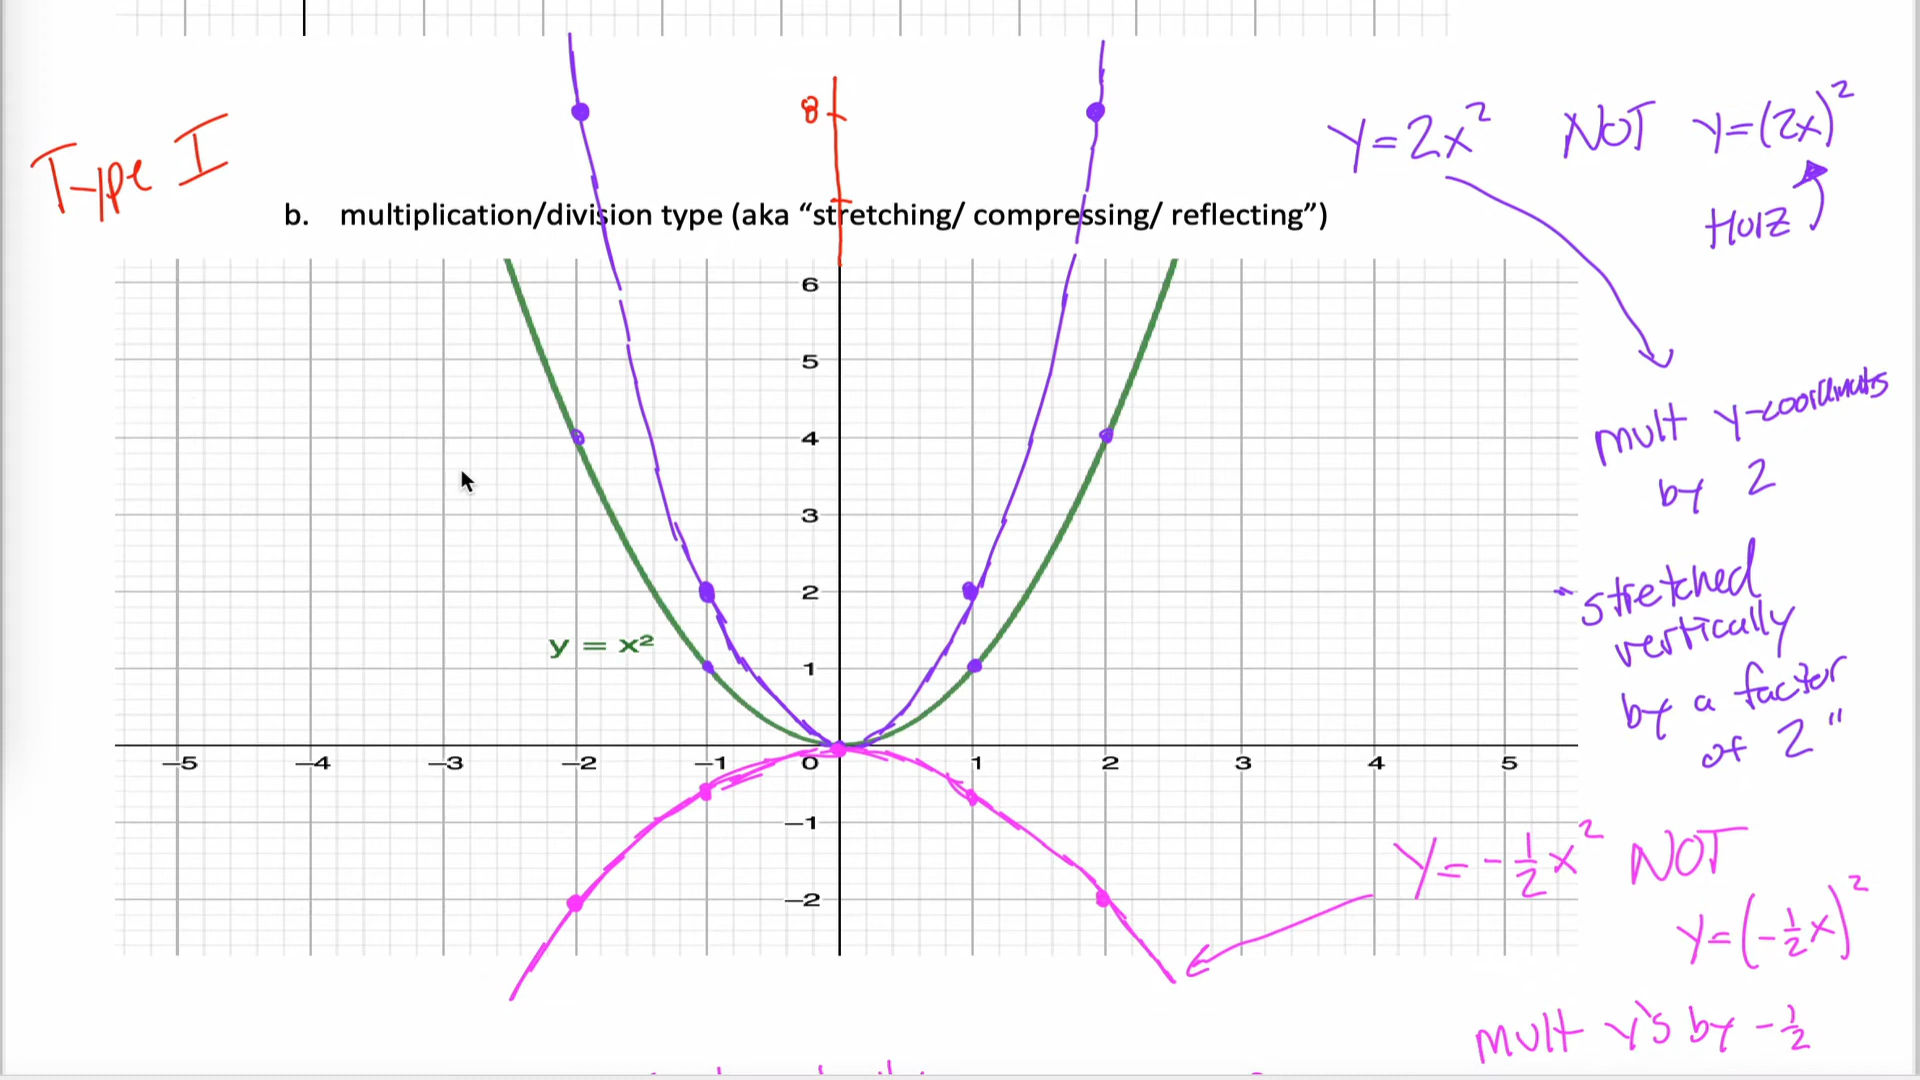 Type I
8
y=2x² NOT y=(2x)²
Horz
b. multiplication/division type (aka “stretching/ compressing/ reflecting”)
6
5
4
3
2
1
y = x²
−5 −4 −3 −2 −1 0 1 2 3 4 5
−1
−2
mult y-coordinates
by 2
"stretched
vertically
by a factor
of 2"
y=-½x² NOT
y=(-½x)²
mult y's by -½